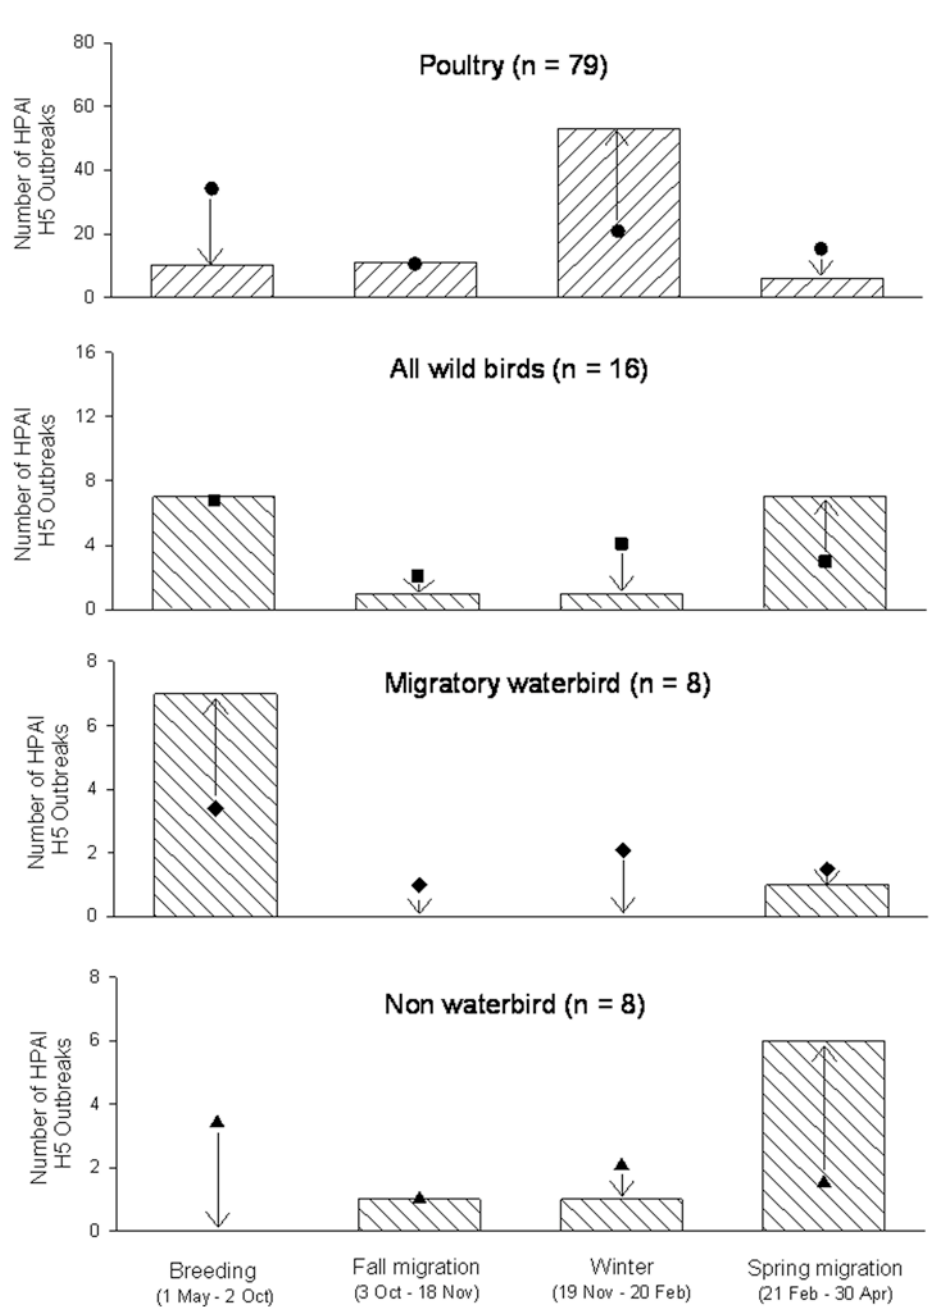 Number of HPAI
H5 Outbreaks
Poultry (n = 79)
80
60
40
20
0
Number of HPAI
H5 Outbreaks
All wild birds (n = 16)
16
12
8
4
0
Number of HPAI
H5 Outbreaks
Migratory waterbird (n = 8)
8
6
4
2
0
Number of HPAI
H5 Outbreaks
Non waterbird (n = 8)
8
6
4
2
0
Breeding
(1 May - 2 Oct)
Fall migration
(3 Oct - 18 Nov)
Winter
(19 Nov - 20 Feb)
Spring migration
(21 Feb - 30 Apr)